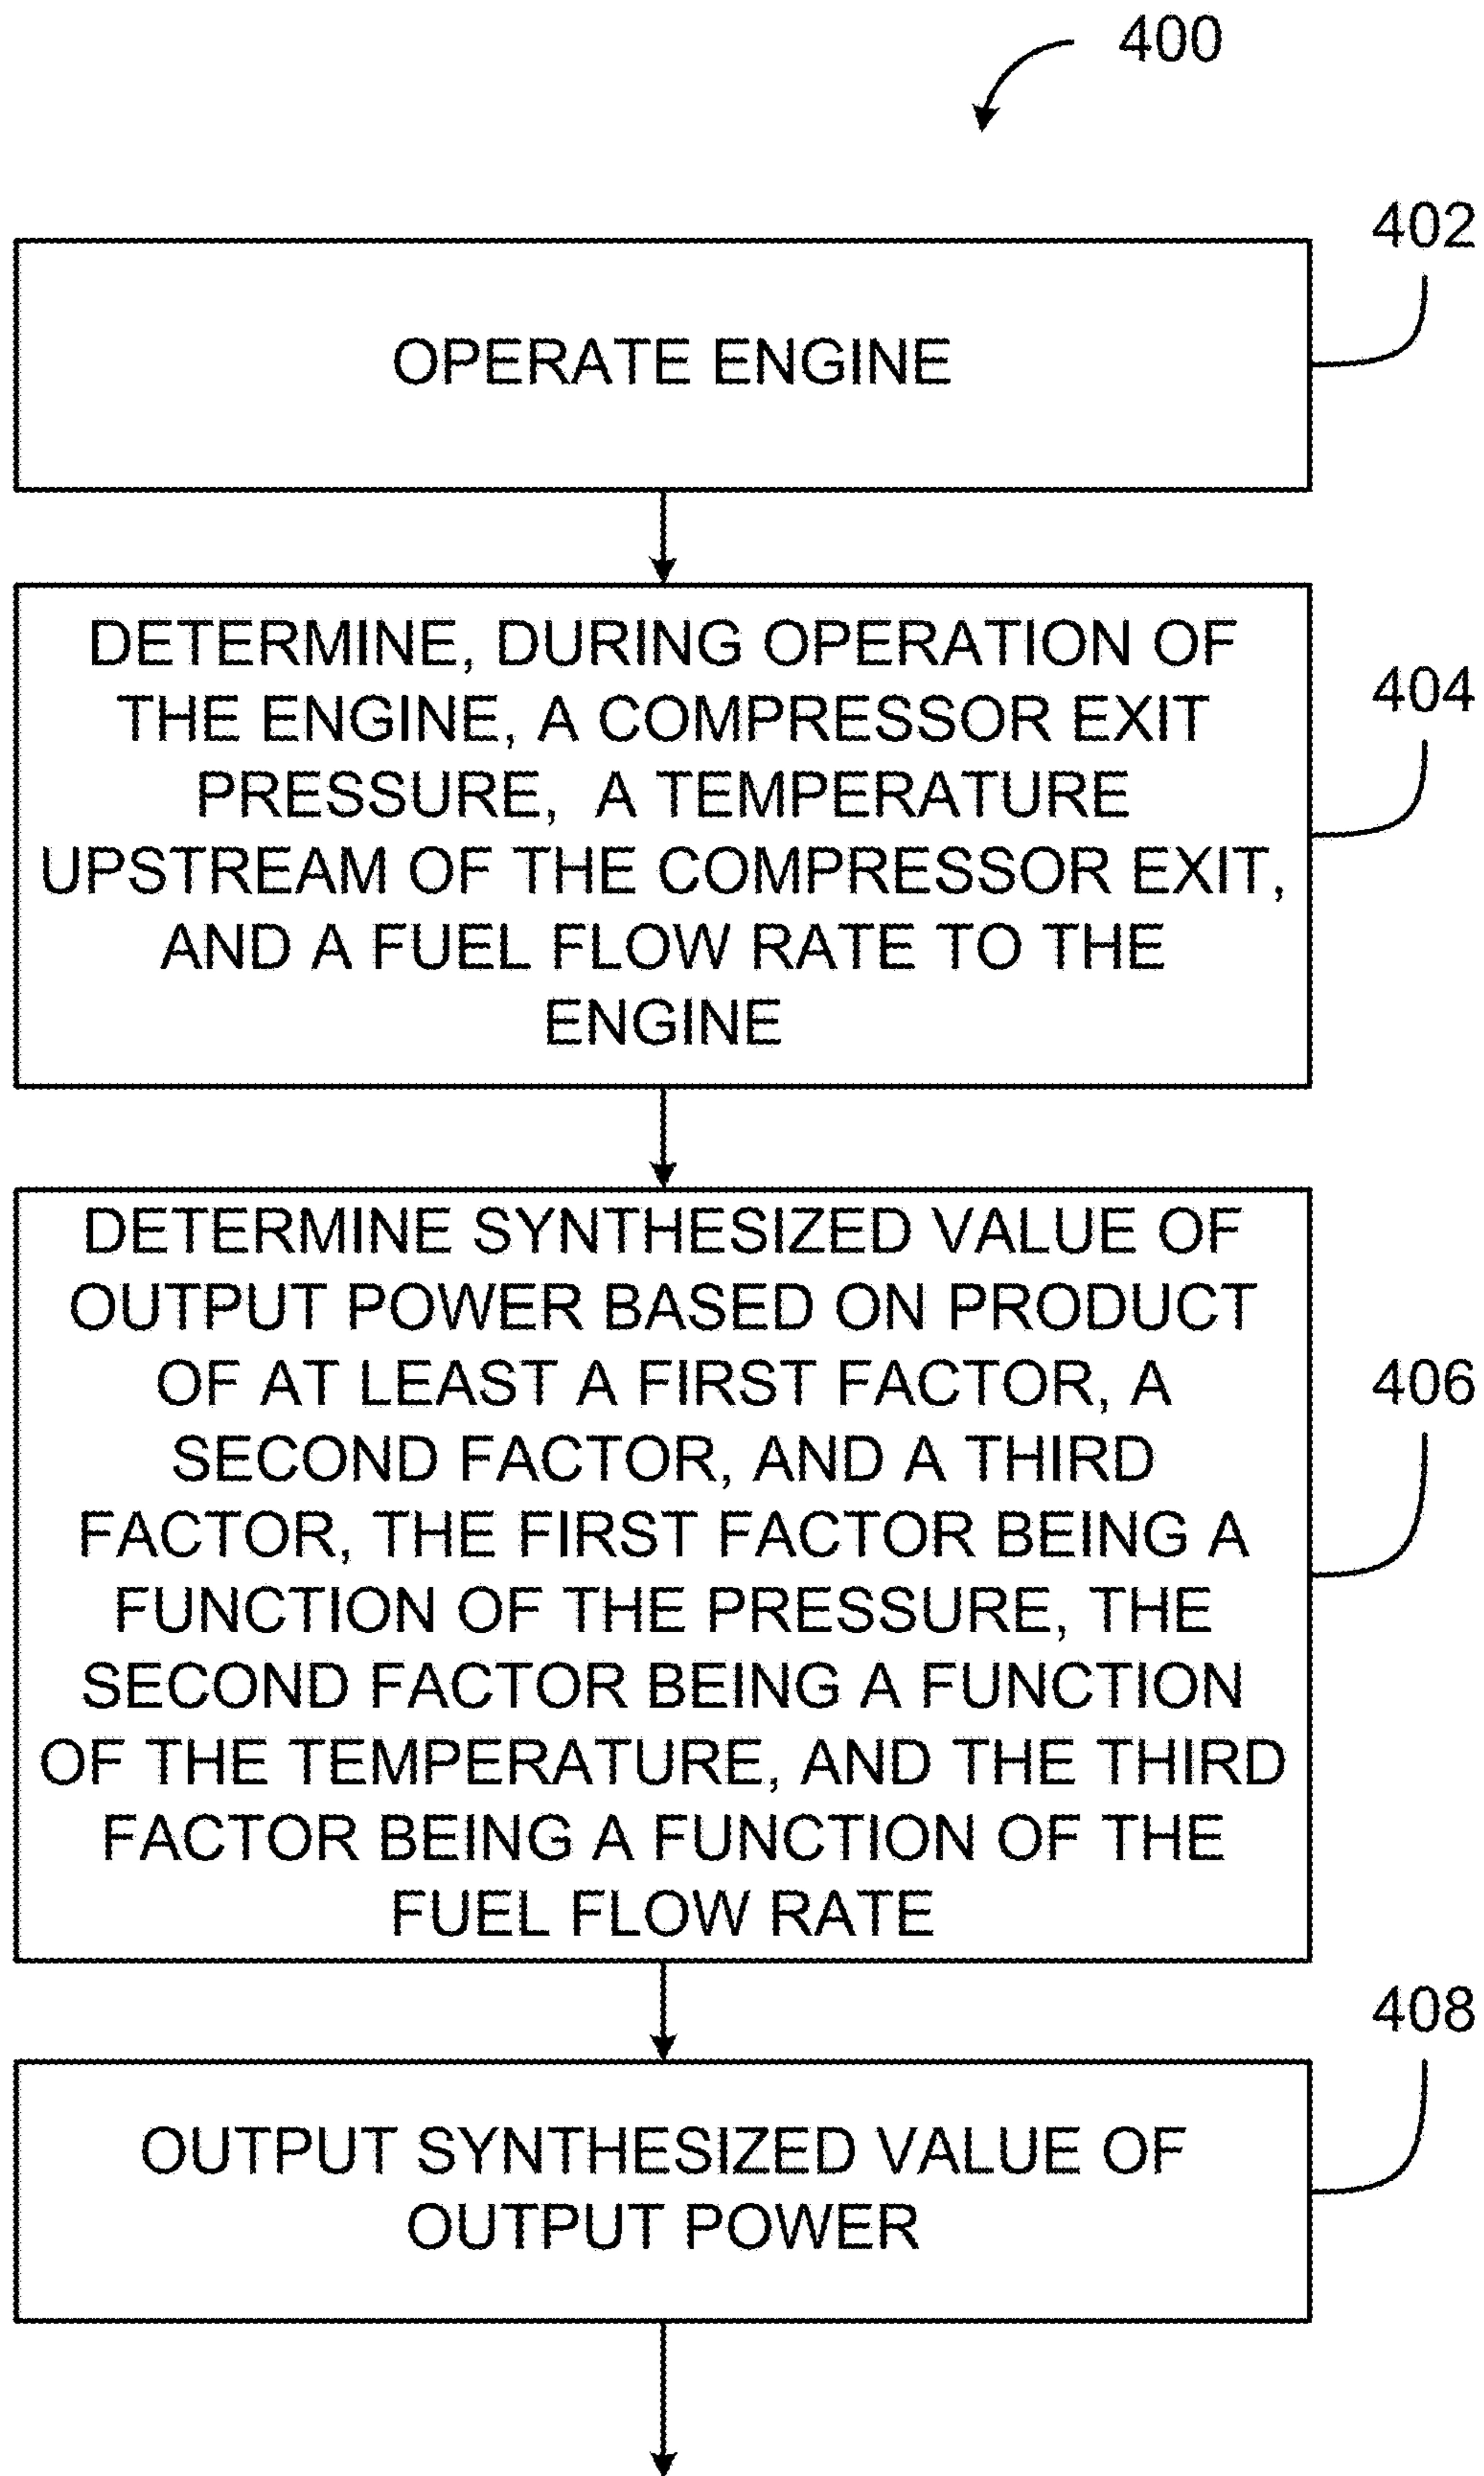 400
402
OPERATE ENGINE
DETERMINE, DURING OPERATION OF
THE ENGINE, A COMPRESSOR EXIT
PRESSURE, A TEMPERATURE
UPSTREAM OF THE COMPRESSOR EXIT,
AND A FUEL FLOW RATE TO THE
ENGINE
404
DETERMINE SYNTHESIZED VALUE OF
OUTPUT POWER BASED ON PRODUCT
OF AT LEAST A FIRST FACTOR, A
SECOND FACTOR, AND A THIRD
FACTOR, THE FIRST FACTOR BEING A
FUNCTION OF THE PRESSURE, THE
SECOND FACTOR BEING A FUNCTION
OF THE TEMPERATURE, AND THE THIRD
FACTOR BEING A FUNCTION OF THE
FUEL FLOW RATE
406
408
OUTPUT SYNTHESIZED VALUE OF
OUTPUT POWER